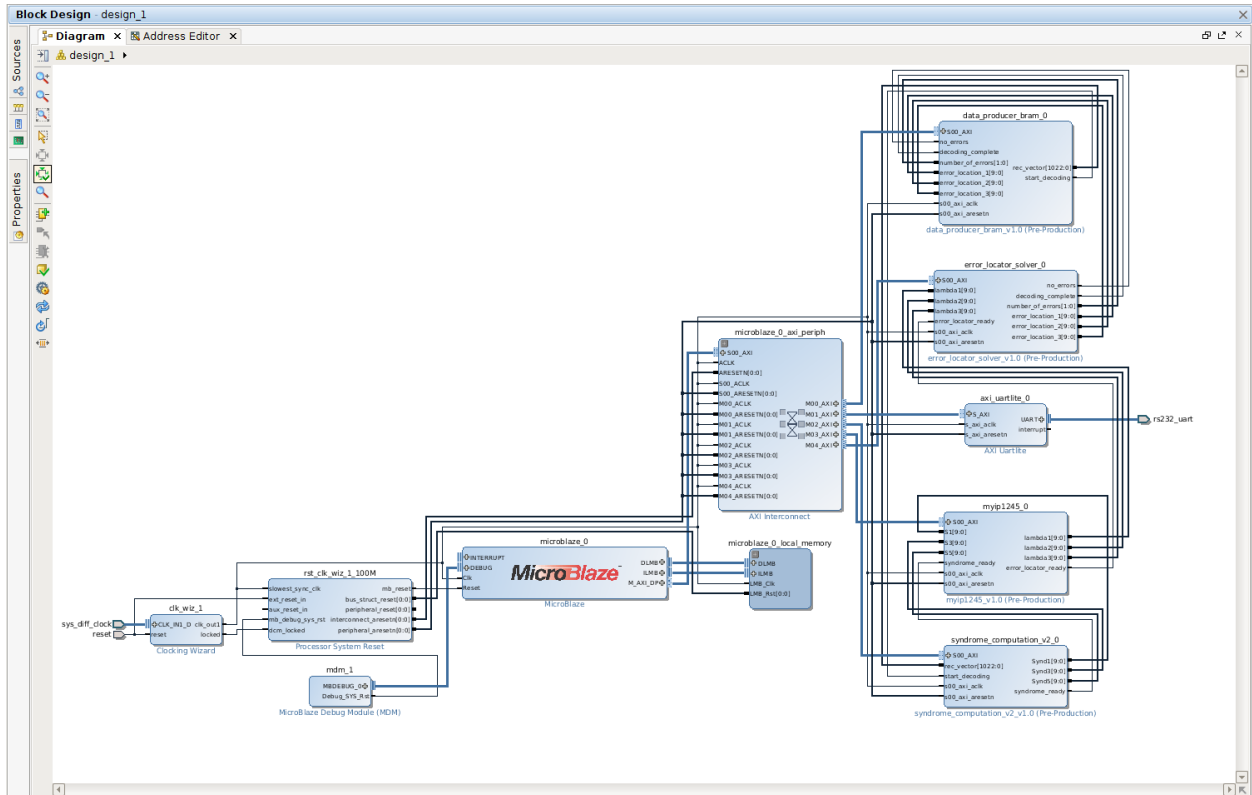 Block Design - design_1
Diagram
Address Editor
design_1
Sources
Properties
data_producer_bram_0
S00_AXI
no_errors
decoding_complete
number_of_errors[1:0]
error_location_1[9:0]
error_location_2[9:0]
error_location_3[9:0]
s00_axi_aclk
s00_axi_aresetn
rec_vector[1022:0]
start_decoding
data_producer_bram_v1.0 (Pre-Production)
error_locator_solver_0
S00_AXI
lambda1[9:0]
lambda2[9:0]
lambda3[9:0]
error_locator_ready
s00_axi_aclk
s00_axi_aresetn
no_errors
decoding_complete
number_of_errors[1:0]
error_location_1[9:0]
error_location_2[9:0]
error_location_3[9:0]
error_locator_solver_v1.0 (Pre-Production)
microblaze_0_axi_periph
S00_AXI
ACLK
ARESETN[0:0]
S00_ACLK
S00_ARESETN[0:0]
M00_ACLK
M00_ARESETN[0:0]
M01_ACLK
M01_ARESETN[0:0]
M02_ACLK
M02_ARESETN[0:0]
M03_ACLK
M03_ARESETN[0:0]
M04_ACLK
M04_ARESETN[0:0]
M00_AXI
M01_AXI
M02_AXI
M03_AXI
M04_AXI
AXI Interconnect
axi_uartlite_0
S_AXI
s_axi_aclk
s_axi_aresetn
UART
interrupt
AXI Uartlite
rs232_uart
myip1245_0
S00_AXI
S1[9:0]
S3[9:0]
S5[9:0]
syndrome_ready
s00_axi_aclk
s00_axi_aresetn
lambda1[9:0]
lambda2[9:0]
lambda3[9:0]
error_locator_ready
myip1245_v1.0 (Pre-Production)
microblaze_0
INTERRUPT
DEBUG
Clk
Reset
MicroBlaze
DLMB
ILMB
M_AXI_DP
MicroBlaze
microblaze_0_local_memory
DLMB
ILMB
LMB_Clk
LMB_Rst[0:0]
rst_clk_wiz_1_100M
slowest_sync_clk
ext_reset_in
aux_reset_in
mb_debug_sys_rst
dcm_locked
mb_reset
bus_struct_reset[0:0]
peripheral_reset[0:0]
interconnect_aresetn[0:0]
peripheral_aresetn[0:0]
Processor System Reset
sys_diff_clock
reset
clk_wiz_1
CLK_IN1_D
reset
clk_out1
locked
Clocking Wizard
mdm_1
MBDEBUG_0
Debug_SYS_Rst
MicroBlaze Debug Module (MDM)
syndrome_computation_v2_0
S00_AXI
rec_vector[1022:0]
start_decoding
s00_axi_aclk
s00_axi_aresetn
Synd1[9:0]
Synd3[9:0]
Synd5[9:0]
syndrome_ready
syndrome_computation_v2_v1.0 (Pre-Production)